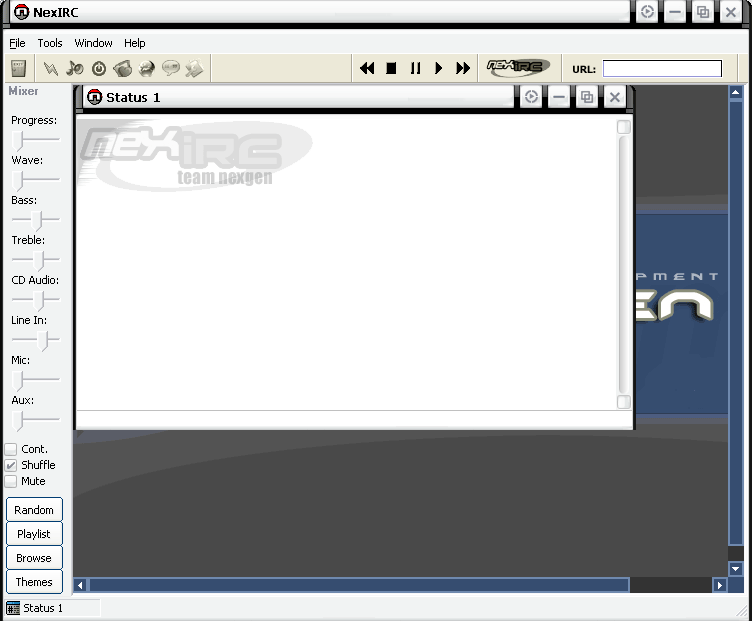 NexIRC
File Tools Window Help
NEXIRC
URL:
Mixer
Status 1
Progress:
NEXIRC
team nexgen
Wave:
Bass:
Treble:
CD Audio:
PMENT
EN
Line In:
Mic:
Aux:
Cont.
Shuffle
Mute
Random
Playlist
Browse
Themes
Status 1